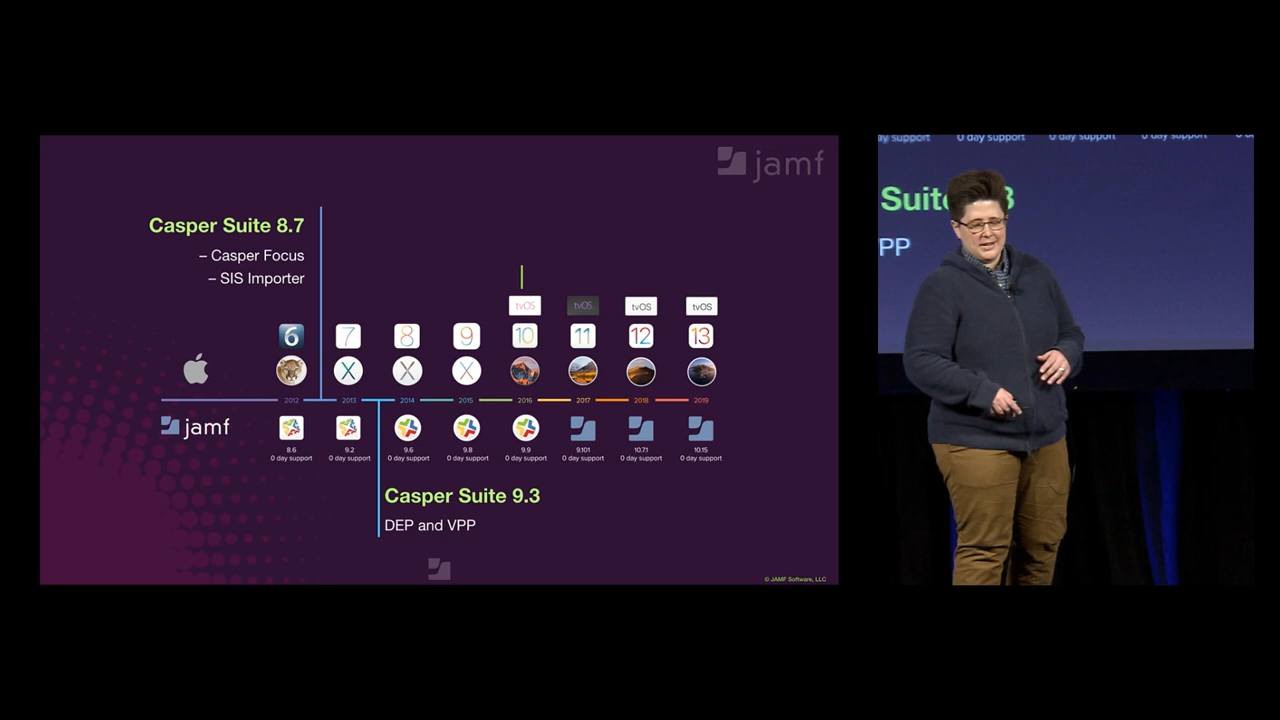 jamf
Casper Suite 8.7
– Casper Focus
– SIS Importer
tvOS tvOS tvOS tvOS
6 7 8 9 10 11 12 13
X X X
2012 2013 2014 2015 2016 2017 2018 2019
jamf
8.6 9.2 9.6 9.8 9.9 9.101 10.7.1 10.15
0 day support 0 day support 0 day support 0 day support 0 day support 0 day support 0 day support 0 day support
Casper Suite 9.3
DEP and VPP
© JAMF Software, LLC
ay support 0 day support 0 day support 0 day support 0
Suite 3
PP